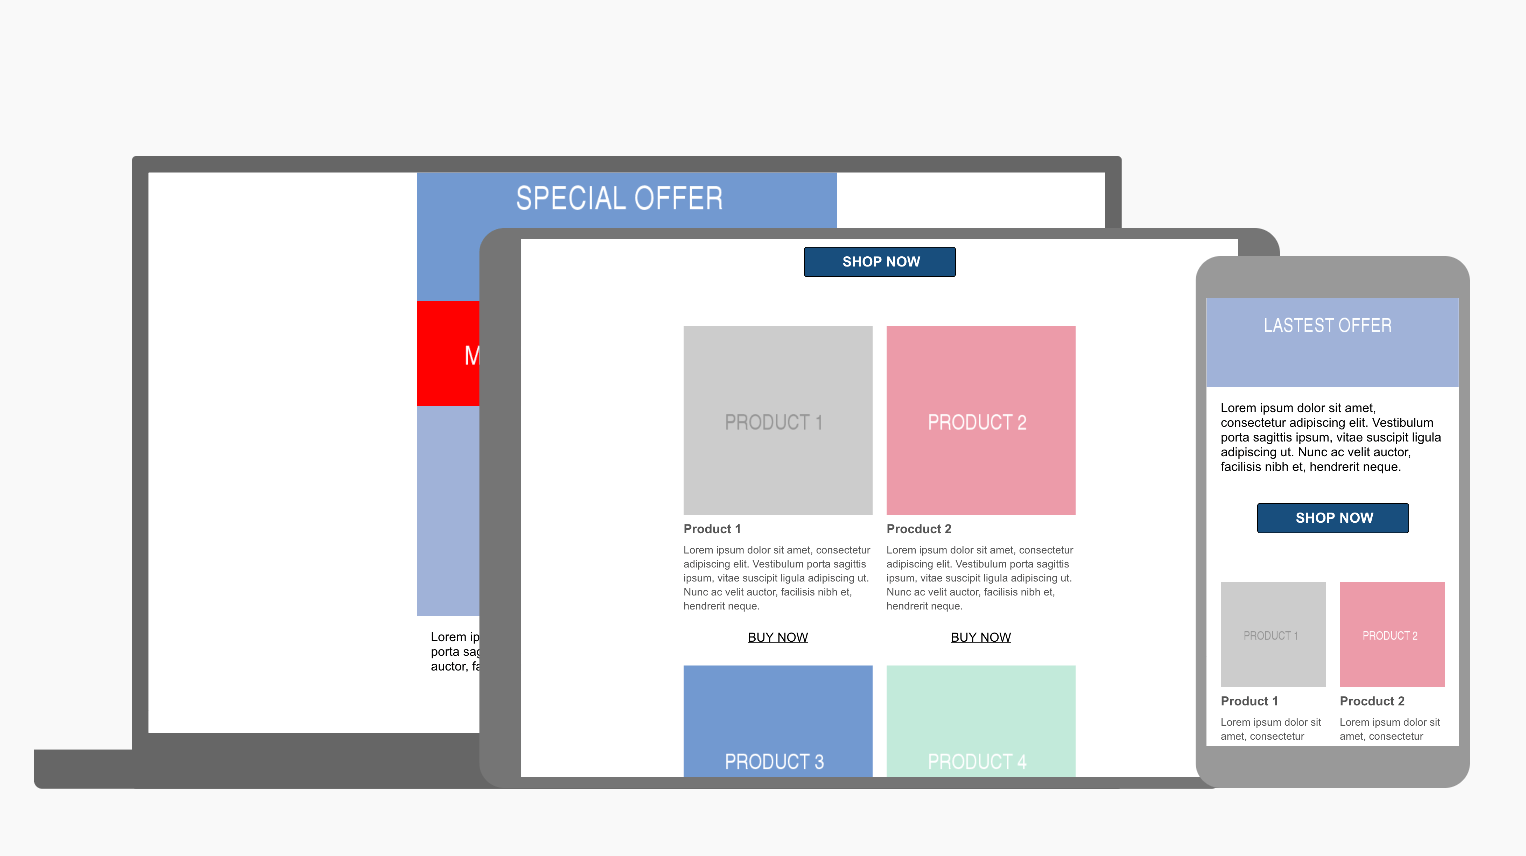 SPECIAL OFFER
M
Lorem ip
porta sag
auctor, fa
SHOP NOW
PRODUCT 1
PRODUCT 2
Product 1
Procduct 2
Lorem ipsum dolor sit amet, consectetur
adipiscing elit. Vestibulum porta sagittis
ipsum, vitae suscipit ligula adipiscing ut.
Nunc ac velit auctor, facilisis nibh et,
hendrerit neque.
Lorem ipsum dolor sit amet, consectetur
adipiscing elit. Vestibulum porta sagittis
ipsum, vitae suscipit ligula adipiscing ut.
Nunc ac velit auctor, facilisis nibh et,
hendrerit neque.
BUY NOW
BUY NOW
PRODUCT 3
PRODUCT 4
LASTEST OFFER
Lorem ipsum dolor sit amet,
consectetur adipiscing elit. Vestibulum
porta sagittis ipsum, vitae suscipit ligula
adipiscing ut. Nunc ac velit auctor,
facilisis nibh et, hendrerit neque.
SHOP NOW
PRODUCT 1
PRODUCT 2
Product 1
Procduct 2
Lorem ipsum dolor sit
amet, consectetur
Lorem ipsum dolor sit
amet, consectetur